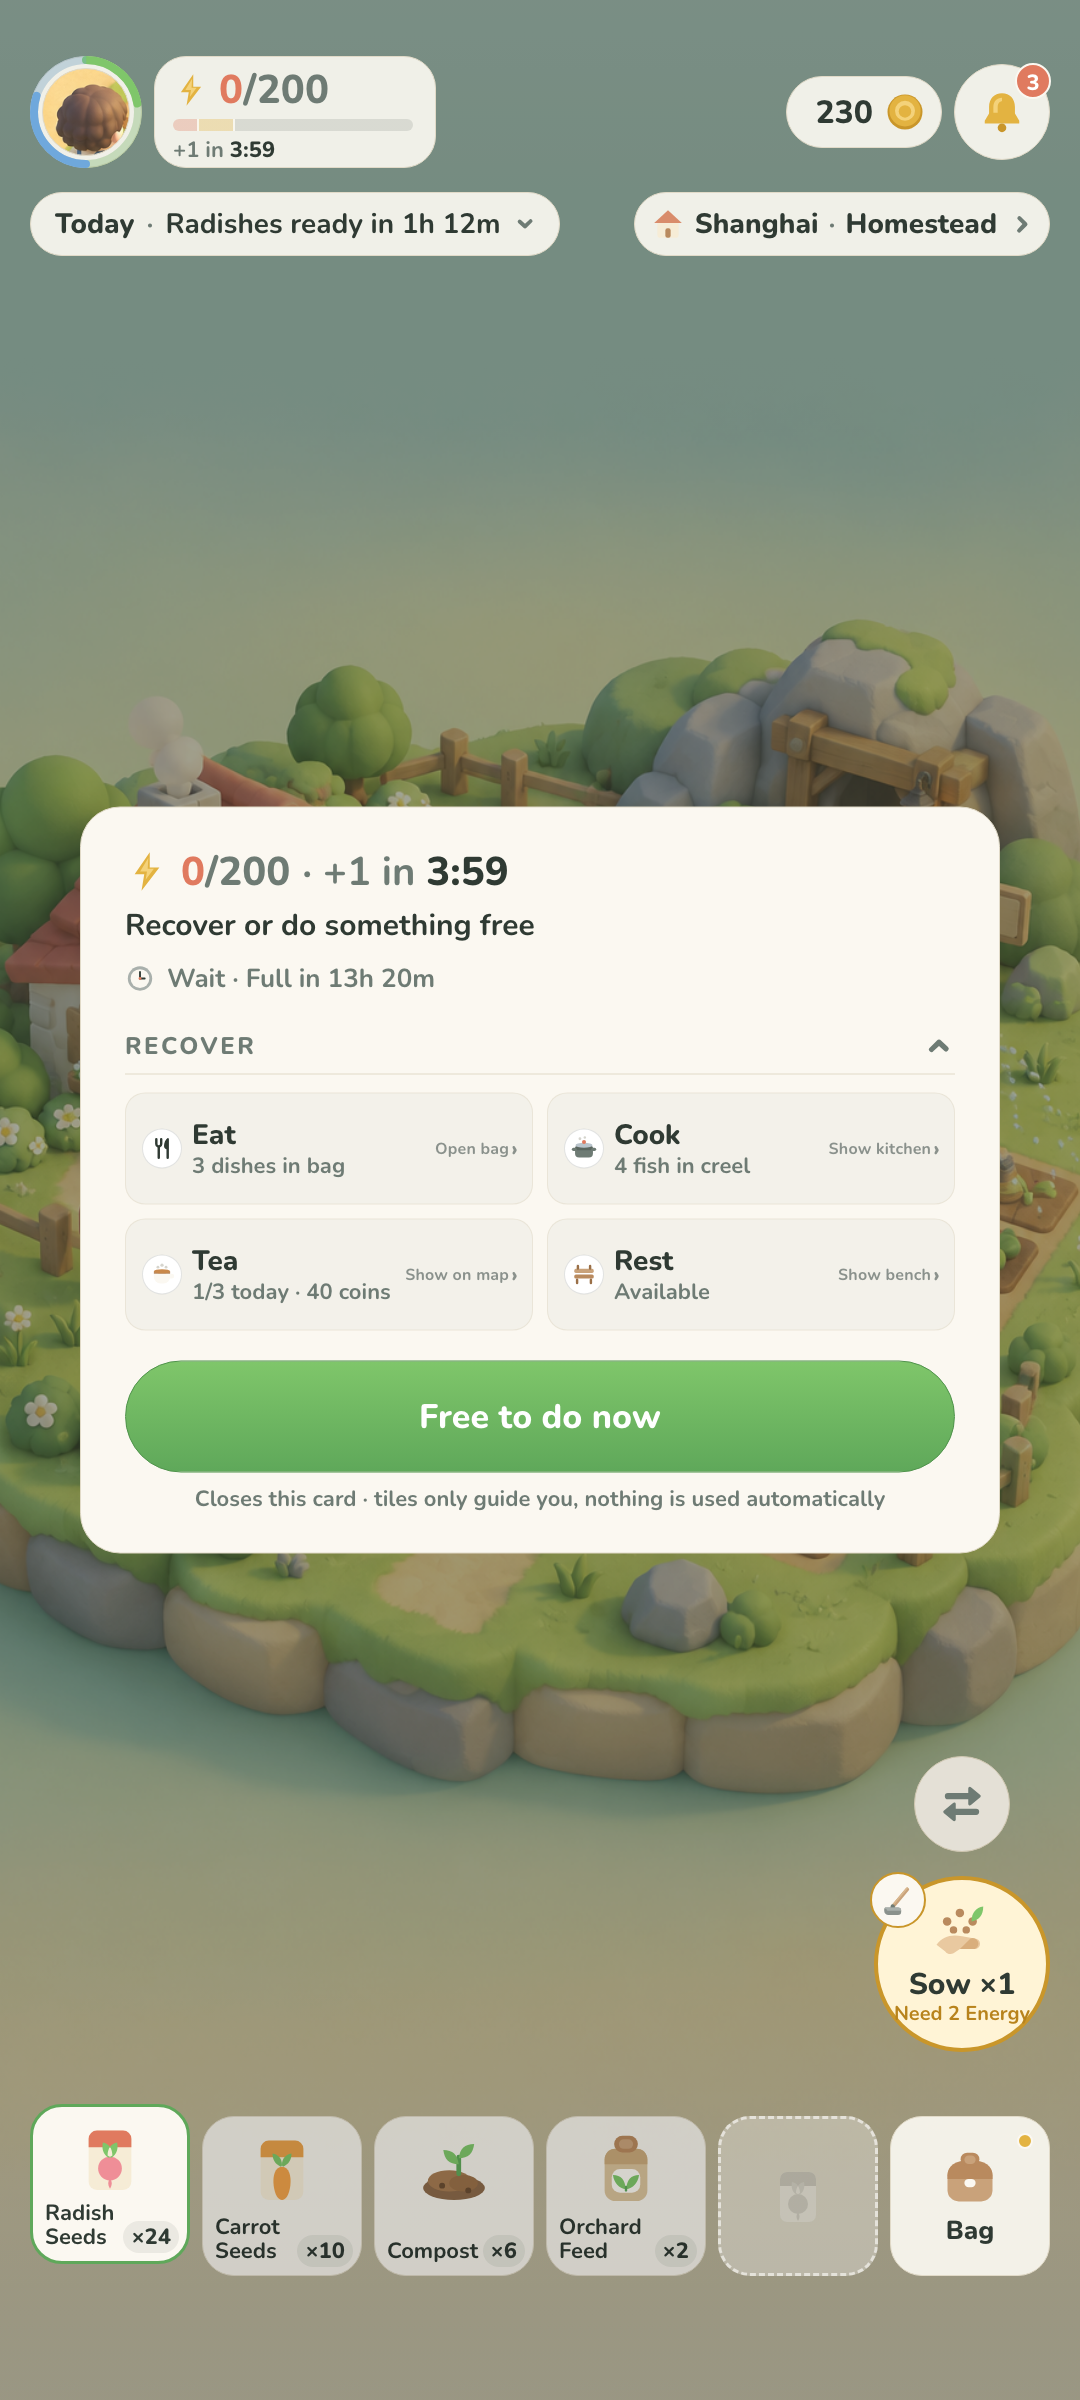 0/200
+1 in 3:59
230
3
Today · Radishes ready in 1h 12m
Shanghai · Homestead
0/200 · +1 in 3:59
Recover or do something free
Wait · Full in 13h 20m
RECOVER
Eat
3 dishes in bag
Open bag ›
Cook
4 fish in creel
Show kitchen ›
Tea
1/3 today · 40 coins
Show on map ›
Rest
Available
Show bench ›
Free to do now
Closes this card · tiles only guide you, nothing is used automatically
Sow ×1
Need 2 Energy
Radish
Seeds
×24
Carrot
Seeds
×10
Compost
×6
Orchard
Feed
×2
Bag